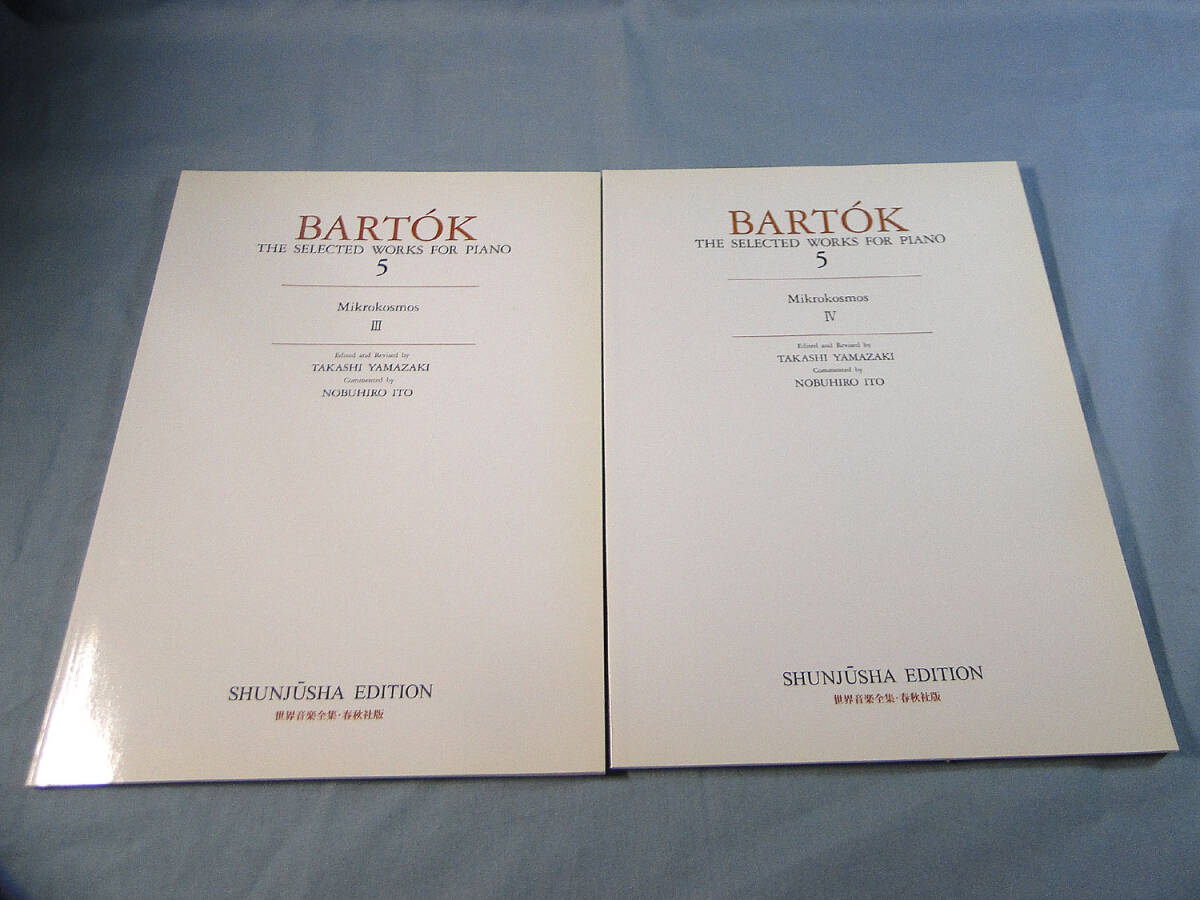 BARTÓK
THE SELECTED WORKS FOR PIANO
5
Mikrokosmos
Ⅲ
Edited and Revised by
TAKASHI YAMAZAKI
Commented by
NOBUHIRO ITO
SHUNJŪSHA EDITION
世界音楽全集・春秋社版
BARTÓK
THE SELECTED WORKS FOR PIANO
5
Mikrokosmos
Ⅳ
Edited and Revised by
TAKASHI YAMAZAKI
Commented by
NOBUHIRO ITO
SHUNJŪSHA EDITION
世界音楽全集・春秋社版